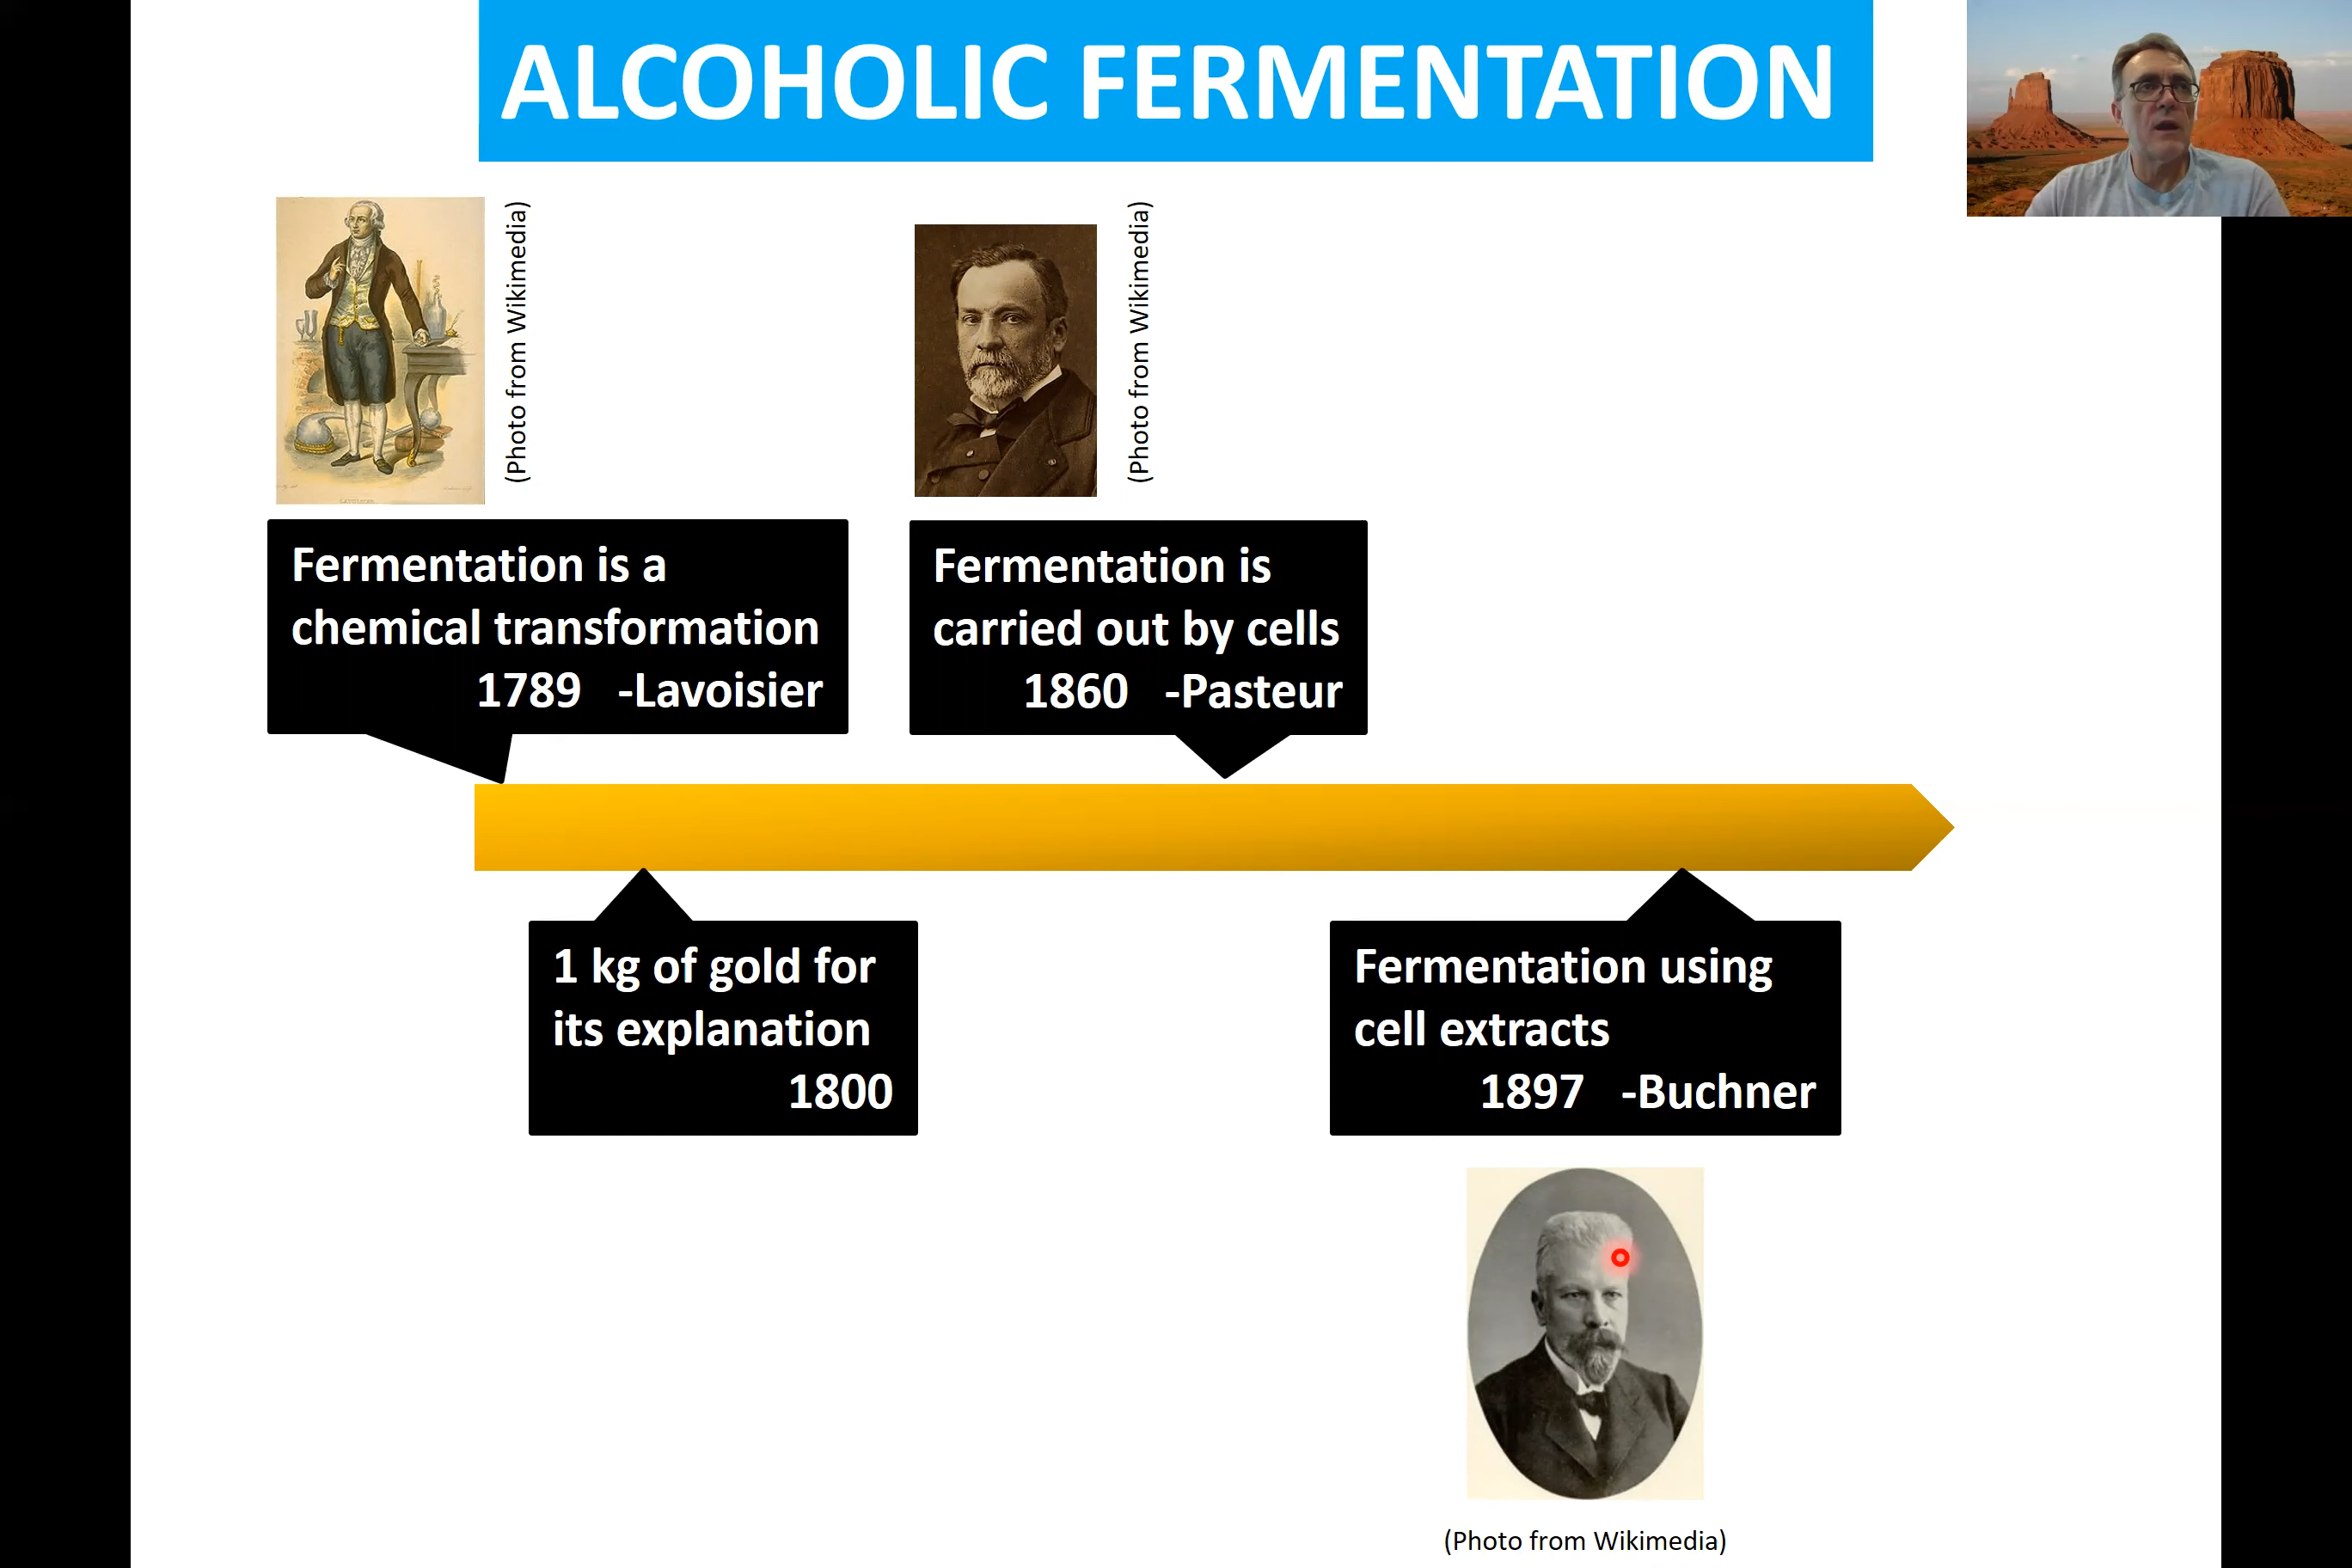 ALCOHOLIC FERMENTATION
(Photo from Wikimedia)
(Photo from Wikimedia)
LAVOISIER
Fermentation is a
chemical transformation
1789 -Lavoisier
Fermentation is
carried out by cells
1860 -Pasteur
1 kg of gold for
its explanation
1800
Fermentation using
cell extracts
1897 -Buchner
(Photo from Wikimedia)